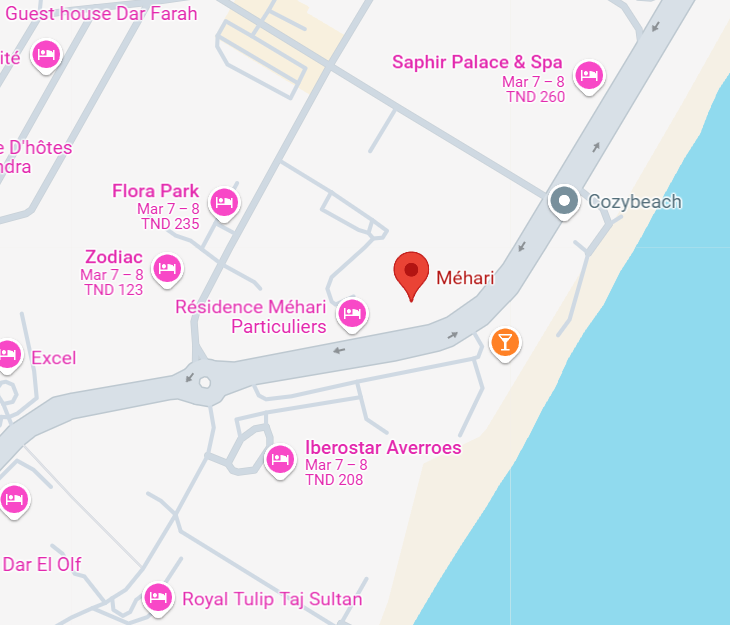 Guest house Dar Farah
ité
Saphir Palace & Spa
Mar 7 – 8
TND 260
e D'hôtes
ndra
Flora Park
Mar 7 – 8
TND 235
Cozybeach
Zodiac
Mar 7 – 8
TND 123
Méhari
Résidence Méhari
Particuliers
Excel
Iberostar Averroes
Mar 7 – 8
TND 208
Dar El Olf
Royal Tulip Taj Sultan